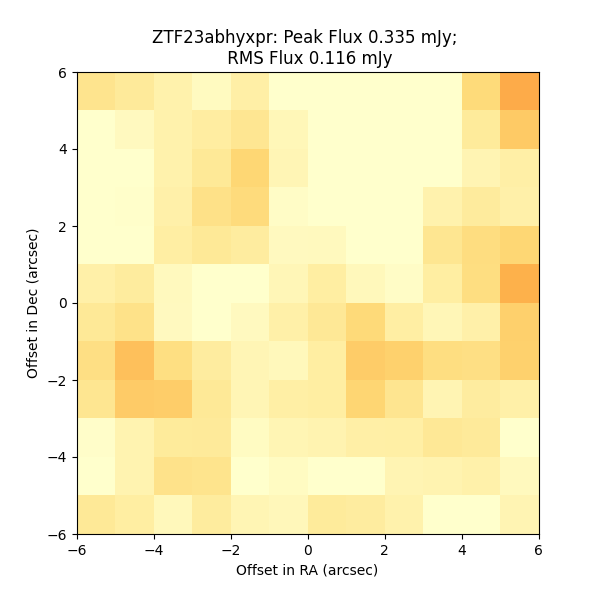 ZTF23abhyxpr: Peak Flux 0.335 mJy;
RMS Flux 0.116 mJy
6
4
2
0
−2
−4
−6
Offset in Dec (arcsec)
−6 −4 −2 0 2 4 6
Offset in RA (arcsec)